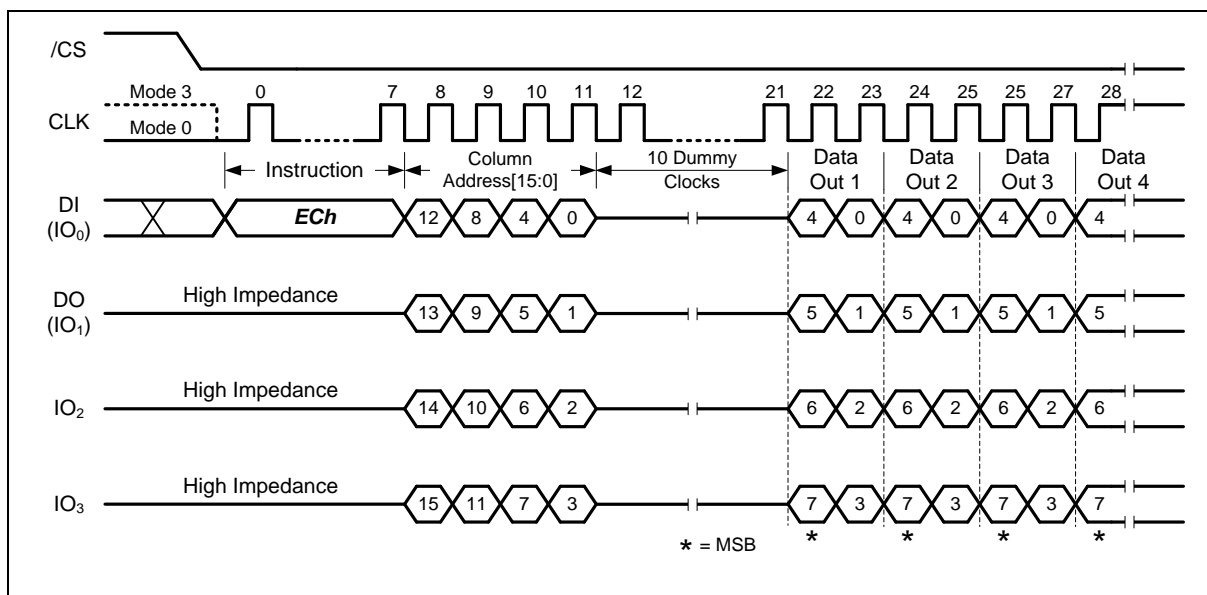 /CS
Mode 3 0 7 8 9 10 11 12 21 22 23 24 25 25 27 28
CLK
Mode 0
Instruction Column 10 Dummy Data Data Data Data
Address[15:0] Clocks Out 1 Out 2 Out 3 Out 4
DI
(IO0) ECh 12 8 4 0 4 0 4 0 4 0 4
DO High Impedance
(IO1) 13 9 5 1 5 1 5 1 5 1 5
High Impedance
IO2 14 10 6 2 6 2 6 2 6 2 6
High Impedance
IO3 15 11 7 3 7 3 7 3 7 3 7
* * * *
* = MSB